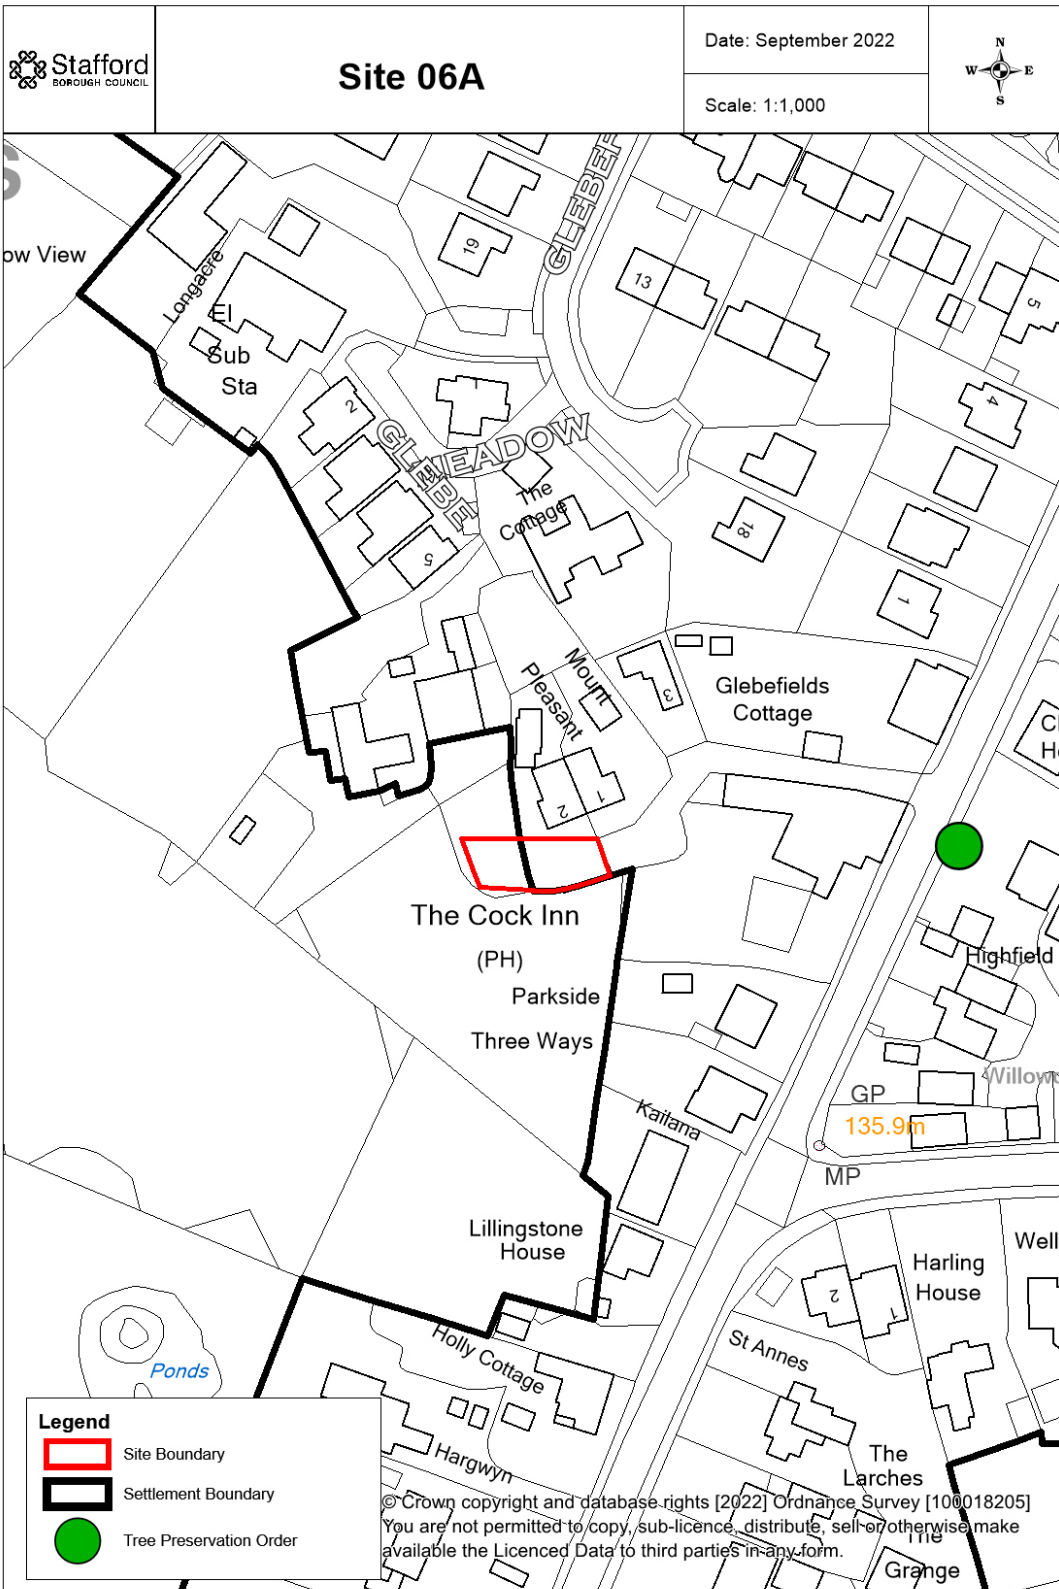 Stafford
BOROUGH COUNCIL
Site 06A
Date: September 2022
Scale: 1:1,000
N
W E
S
S
ow View
Longacre
El
Sub
Sta
19
GLEBEF
13
5
4
2
1
GLEBE
MEADOW
The
Cottage
18
5
1
Mount
Pleasant
3
Glebefields
Cottage
2
1
The Cock Inn
(PH)
Parkside
Three Ways
Kailana
Highfield
GP
135.9m
MP
Lillingstone
House
Harling
House
Well
2
1
St Annes
Ponds
Holly Cottage
Hargwyn
The
Larches
The
Grange
Legend
Site Boundary
Settlement Boundary
Tree Preservation Order
© Crown copyright and database rights [2022] Ordnance Survey [100018205]
You are not permitted to copy, sub-licence, distribute, sell or otherwise make
available the Licenced Data to third parties in any form.